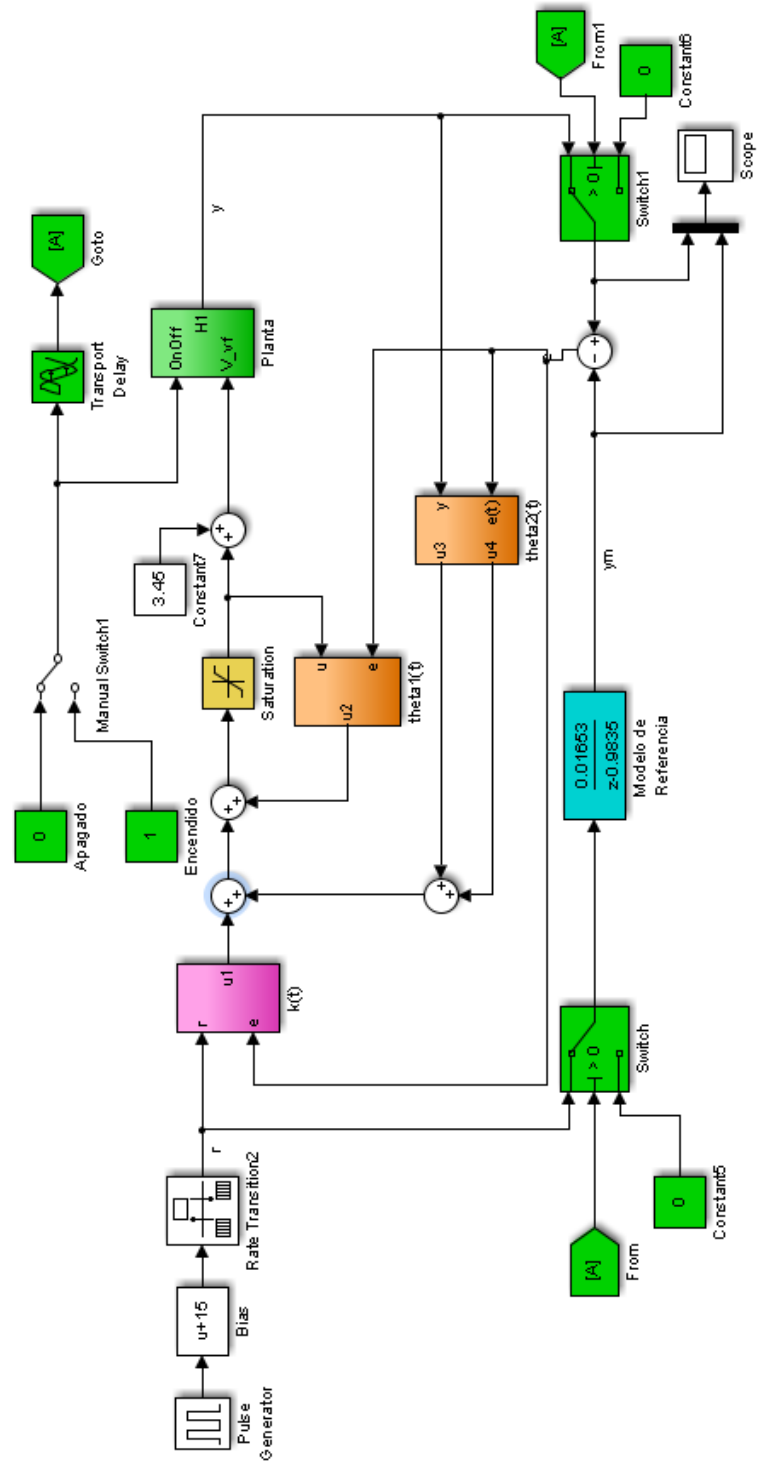 Pulse
Generator
u+15
Bias
Rate Transition2
r
r
e
u1
k(t)
0
Apagado
1
Encendido
Manual Switch1
Transport
Delay
[A]
Goto
Saturation
3.45
Constant7
u
e
u2
theta1(t)
OnOff
V_vf
H1
Planta
y
y
e(t)
u3
u4
theta2(t)
[A]
From
0
Constant5
> 0
Switch
0.01653
z-0.9835
Modelo de
Referencia
ym
[A]
From1
0
Constant6
> 0
Switch1
Scope